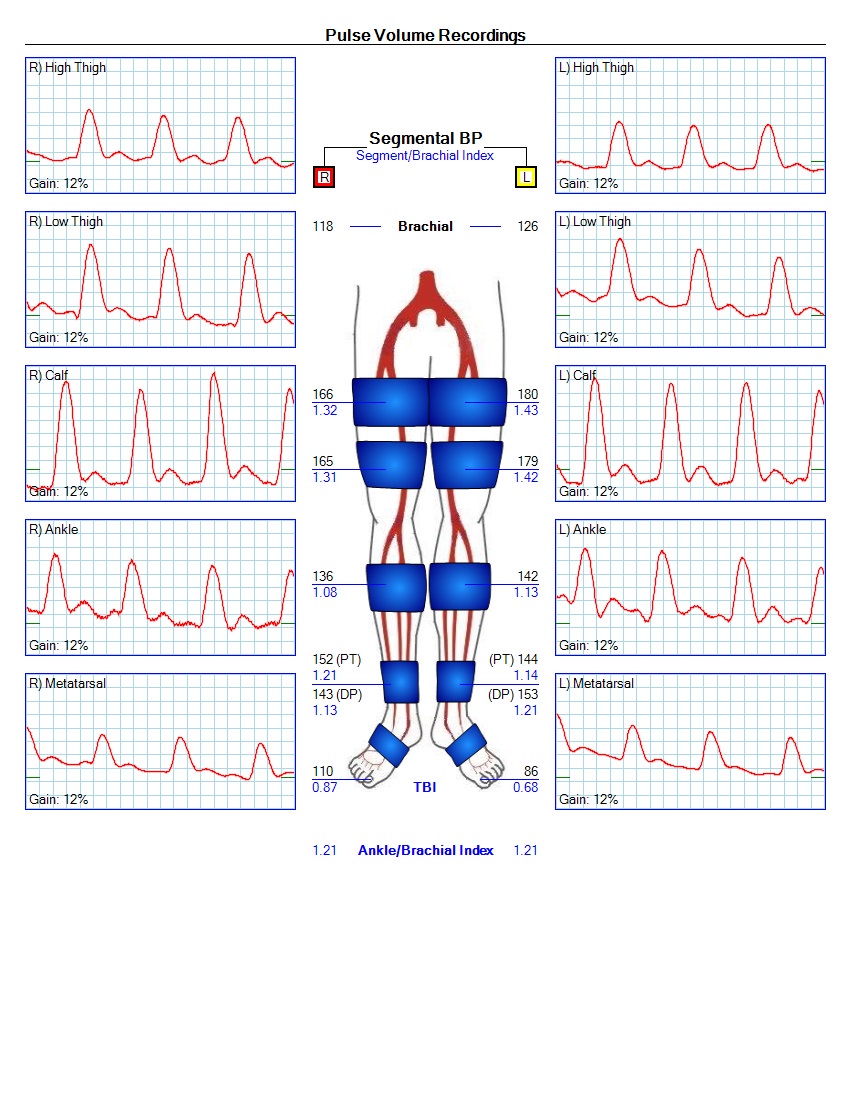 Pulse Volume Recordings
R) High Thigh
Gain: 12%
R) Low Thigh
Gain: 12%
R) Calf
Gain: 12%
R) Ankle
Gain: 12%
R) Metatarsal
Gain: 12%
Segmental BP
Segment/Brachial Index
R L
118 Brachial 126
166 180
1.32 1.43
165 179
1.31 1.42
136 142
1.08 1.13
152 (PT) (PT) 144
1.21 1.14
143 (DP) (DP) 153
1.13 1.21
110 86
0.87 TBI 0.68
1.21 Ankle/Brachial Index 1.21
L) High Thigh
Gain: 12%
L) Low Thigh
Gain: 12%
L) Calf
Gain: 12%
L) Ankle
Gain: 12%
L) Metatarsal
Gain: 12%